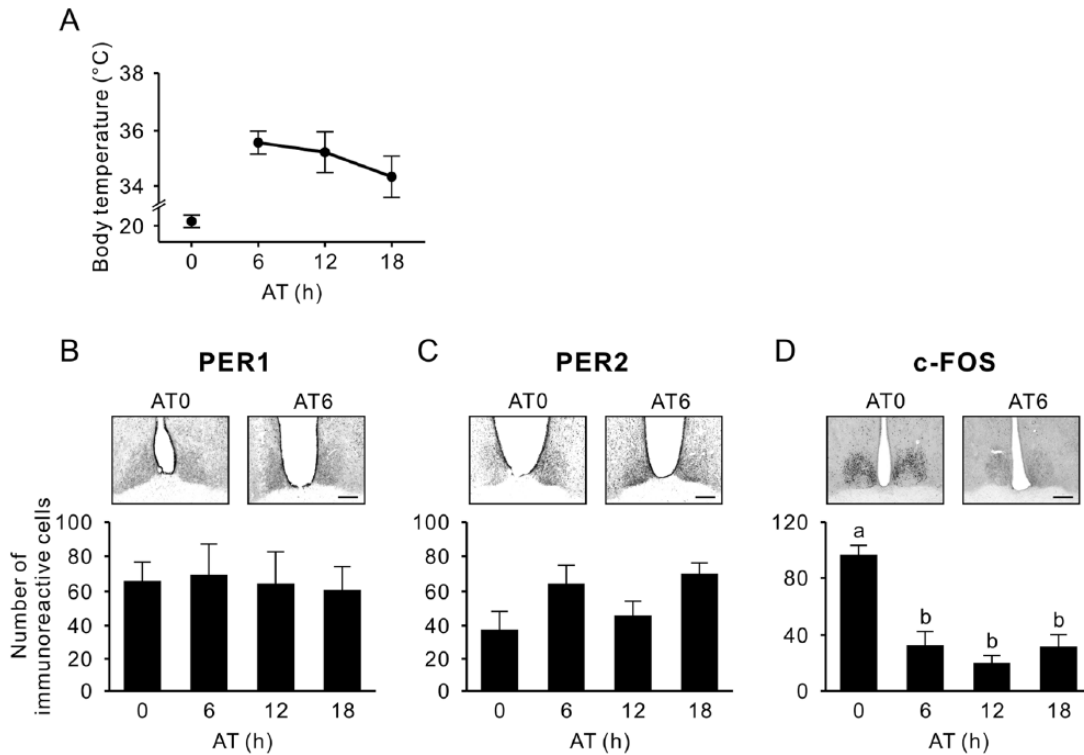 A
Body temperature (°C)
38
36
34
20
0 6 12 18
AT (h)
B PER1
AT0 AT6
Number of
immunoreactive cells
100
80
60
40
20
0
0 6 12 18
AT (h)
C PER2
AT0 AT6
100
80
60
40
20
0
0 6 12 18
AT (h)
D c-FOS
AT0 AT6
120
80
40
0
a b b b
0 6 12 18
AT (h)